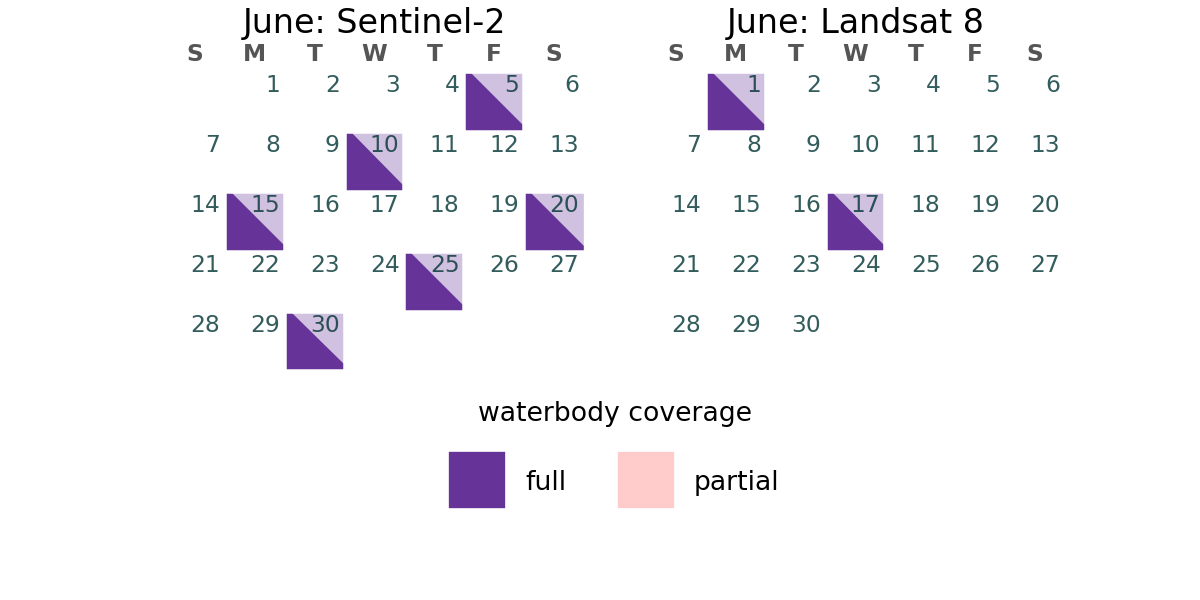 June: Sentinel-2
S M T W T F S
1 2 3 4 5 6
7 8 9 10 11 12 13
14 15 16 17 18 19 20
21 22 23 24 25 26 27
28 29 30
June: Landsat 8
S M T W T F S
1 2 3 4 5 6
7 8 9 10 11 12 13
14 15 16 17 18 19 20
21 22 23 24 25 26 27
28 29 30
waterbody coverage
full partial